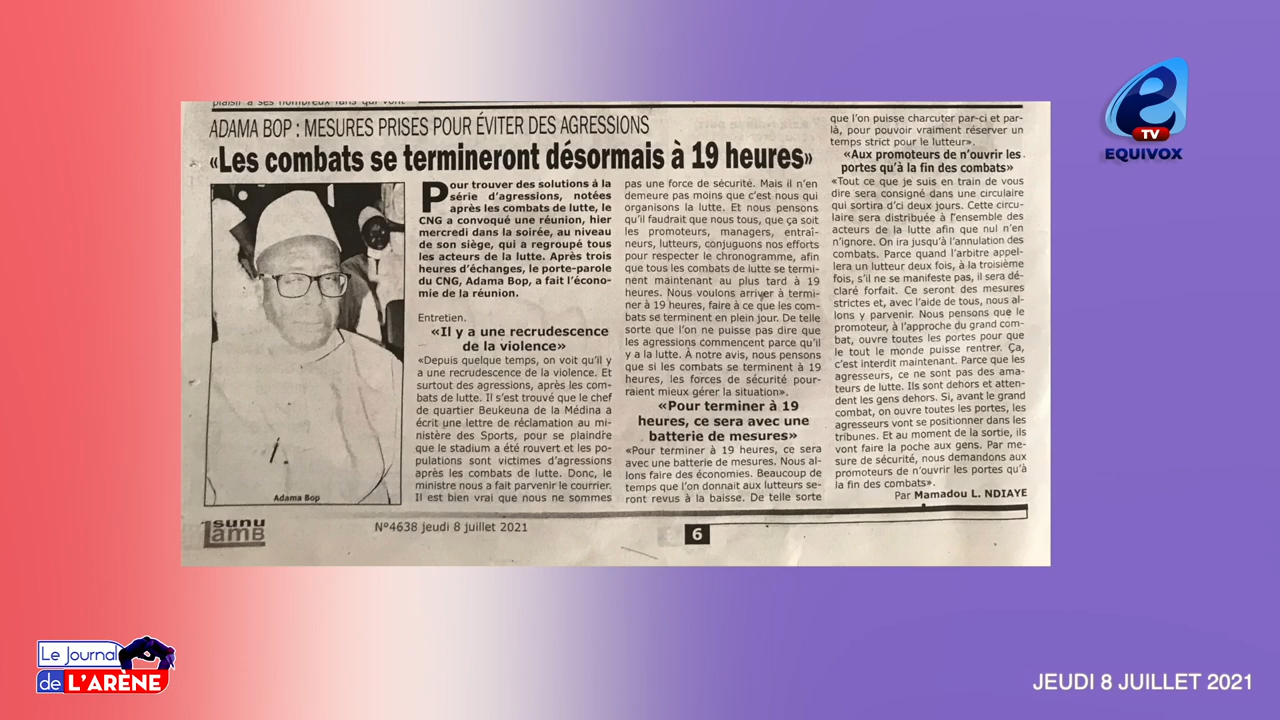 plaisir à ses nombreux fans qui vont
ADAMA BOP : MESURES PRISES POUR ÉVITER DES AGRESSIONS
«Les combats se termineront désormais à 19 heures»
Adama Bop
Pour trouver des solutions à la
série d'agressions, notées
après les combats de lutte, le
CNG a convoqué une réunion, hier
mercredi dans la soirée, au niveau
de son siège, qui a regroupé tous
les acteurs de la lutte. Après trois
heures d'échanges, le porte-parole
du CNG, Adama Bop, a fait l'écono-
mie de la réunion.
Entretien.
«Il y a une recrudescence
de la violence»
«Depuis quelque temps, on voit qu'il y
a une recrudescence de la violence. Et
surtout des agressions, après les com-
bats de lutte. Il s'est trouvé que le chef
de quartier Beukeuna de la Médina a
écrit une lettre de réclamation au mi-
nistère des Sports, pour se plaindre
que le stadium a été rouvert et les po-
pulations sont victimes d'agressions
après les combats de lutte. Donc, le
ministre nous a fait parvenir le courrier.
Il est bien vrai que nous ne sommes
pas une force de sécurité. Mais il n'en
demeure pas moins que c'est nous qui
organisons la lutte. Et nous pensons
qu'il faudrait que nous tous, que ça soit
les promoteurs, managers, entraî-
neurs, lutteurs, conjuguons nos efforts
pour respecter le chronogramme, afin
que tous les combats de lutte se termi-
nent maintenant au plus tard à 19
heures. Nous voulons arriver à termi-
ner à 19 heures, faire à ce que les com-
bats se terminent en plein jour. De telle
sorte que l'on ne puisse pas dire que
les agressions commencent parce qu'il
y a la lutte. À notre avis, nous pensons
que si les combats se terminent à 19
heures, les forces de sécurité pour-
raient mieux gérer la situation».
«Pour terminer à 19
heures, ce sera avec une
batterie de mesures»
«Pour terminer à 19 heures, ce sera
avec une batterie de mesures. Nous al-
lons faire des économies. Beaucoup de
temps que l'on donnait aux lutteurs se-
ront revus à la baisse. De telle sorte
que l'on puisse charcuter par-ci et par-
là, pour pouvoir vraiment réserver un
temps strict pour le lutteur».
«Aux promoteurs de n'ouvrir les
portes qu'à la fin des combats»
«Tout ce que je suis en train de vous
dire sera consigné dans une circulaire
qui sortira d'ci deux jours. Cette circu-
laire sera distribuée à l'ensemble des
acteurs de la lutte afin que nul n'en
n'ignore. On ira jusqu'à l'annulation des
combats. Parce quand l'arbitre appel-
lera un lutteur deux fois, à la troisième
fois, s'il ne se manifeste pas, il sera dé-
claré forfait. Ce seront des mesures
strictes et, avec l'aide de tous, nous al-
lons y parvenir. Nous pensons que le
promoteur, à l'approche du grand com-
bat, ouvre toutes les portes pour que
le tout le monde puisse rentrer. Ça,
c'est interdit maintenant. Parce que les
agresseurs, ce ne sont pas des ama-
teurs de lutte. Ils sont dehors et atten-
dent les gens dehors. Si, avant le grand
combat, on ouvre toutes les portes, les
agresseurs vont se positionner dans les
tribunes. Et au moment de la sortie, ils
vont faire la poche aux gens. Par me-
sure de sécurité, nous demandons aux
promoteurs de n'ouvrir les portes qu'à
la fin des combats».
Par Mamadou L. NDIAYE
sunu
LamB
N°4638 jeudi 8 juillet 2021
6
e
TV
EQUIVOX
Le Journal
de L'ARÈNE
JEUDI 8 JUILLET 2021